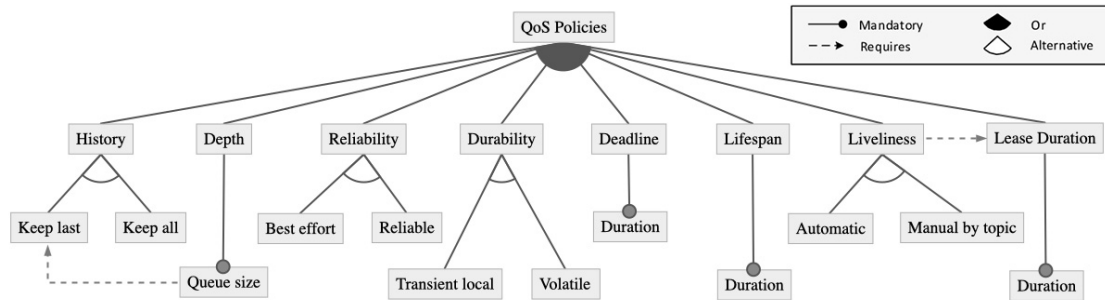 QoS Policies
Mandatory
Or
Requires
Alternative
History
Depth
Reliability
Durability
Deadline
Lifespan
Liveliness
Lease Duration
Keep last
Keep all
Best effort
Reliable
Duration
Automatic
Manual by topic
Queue size
Transient local
Volatile
Duration
Duration